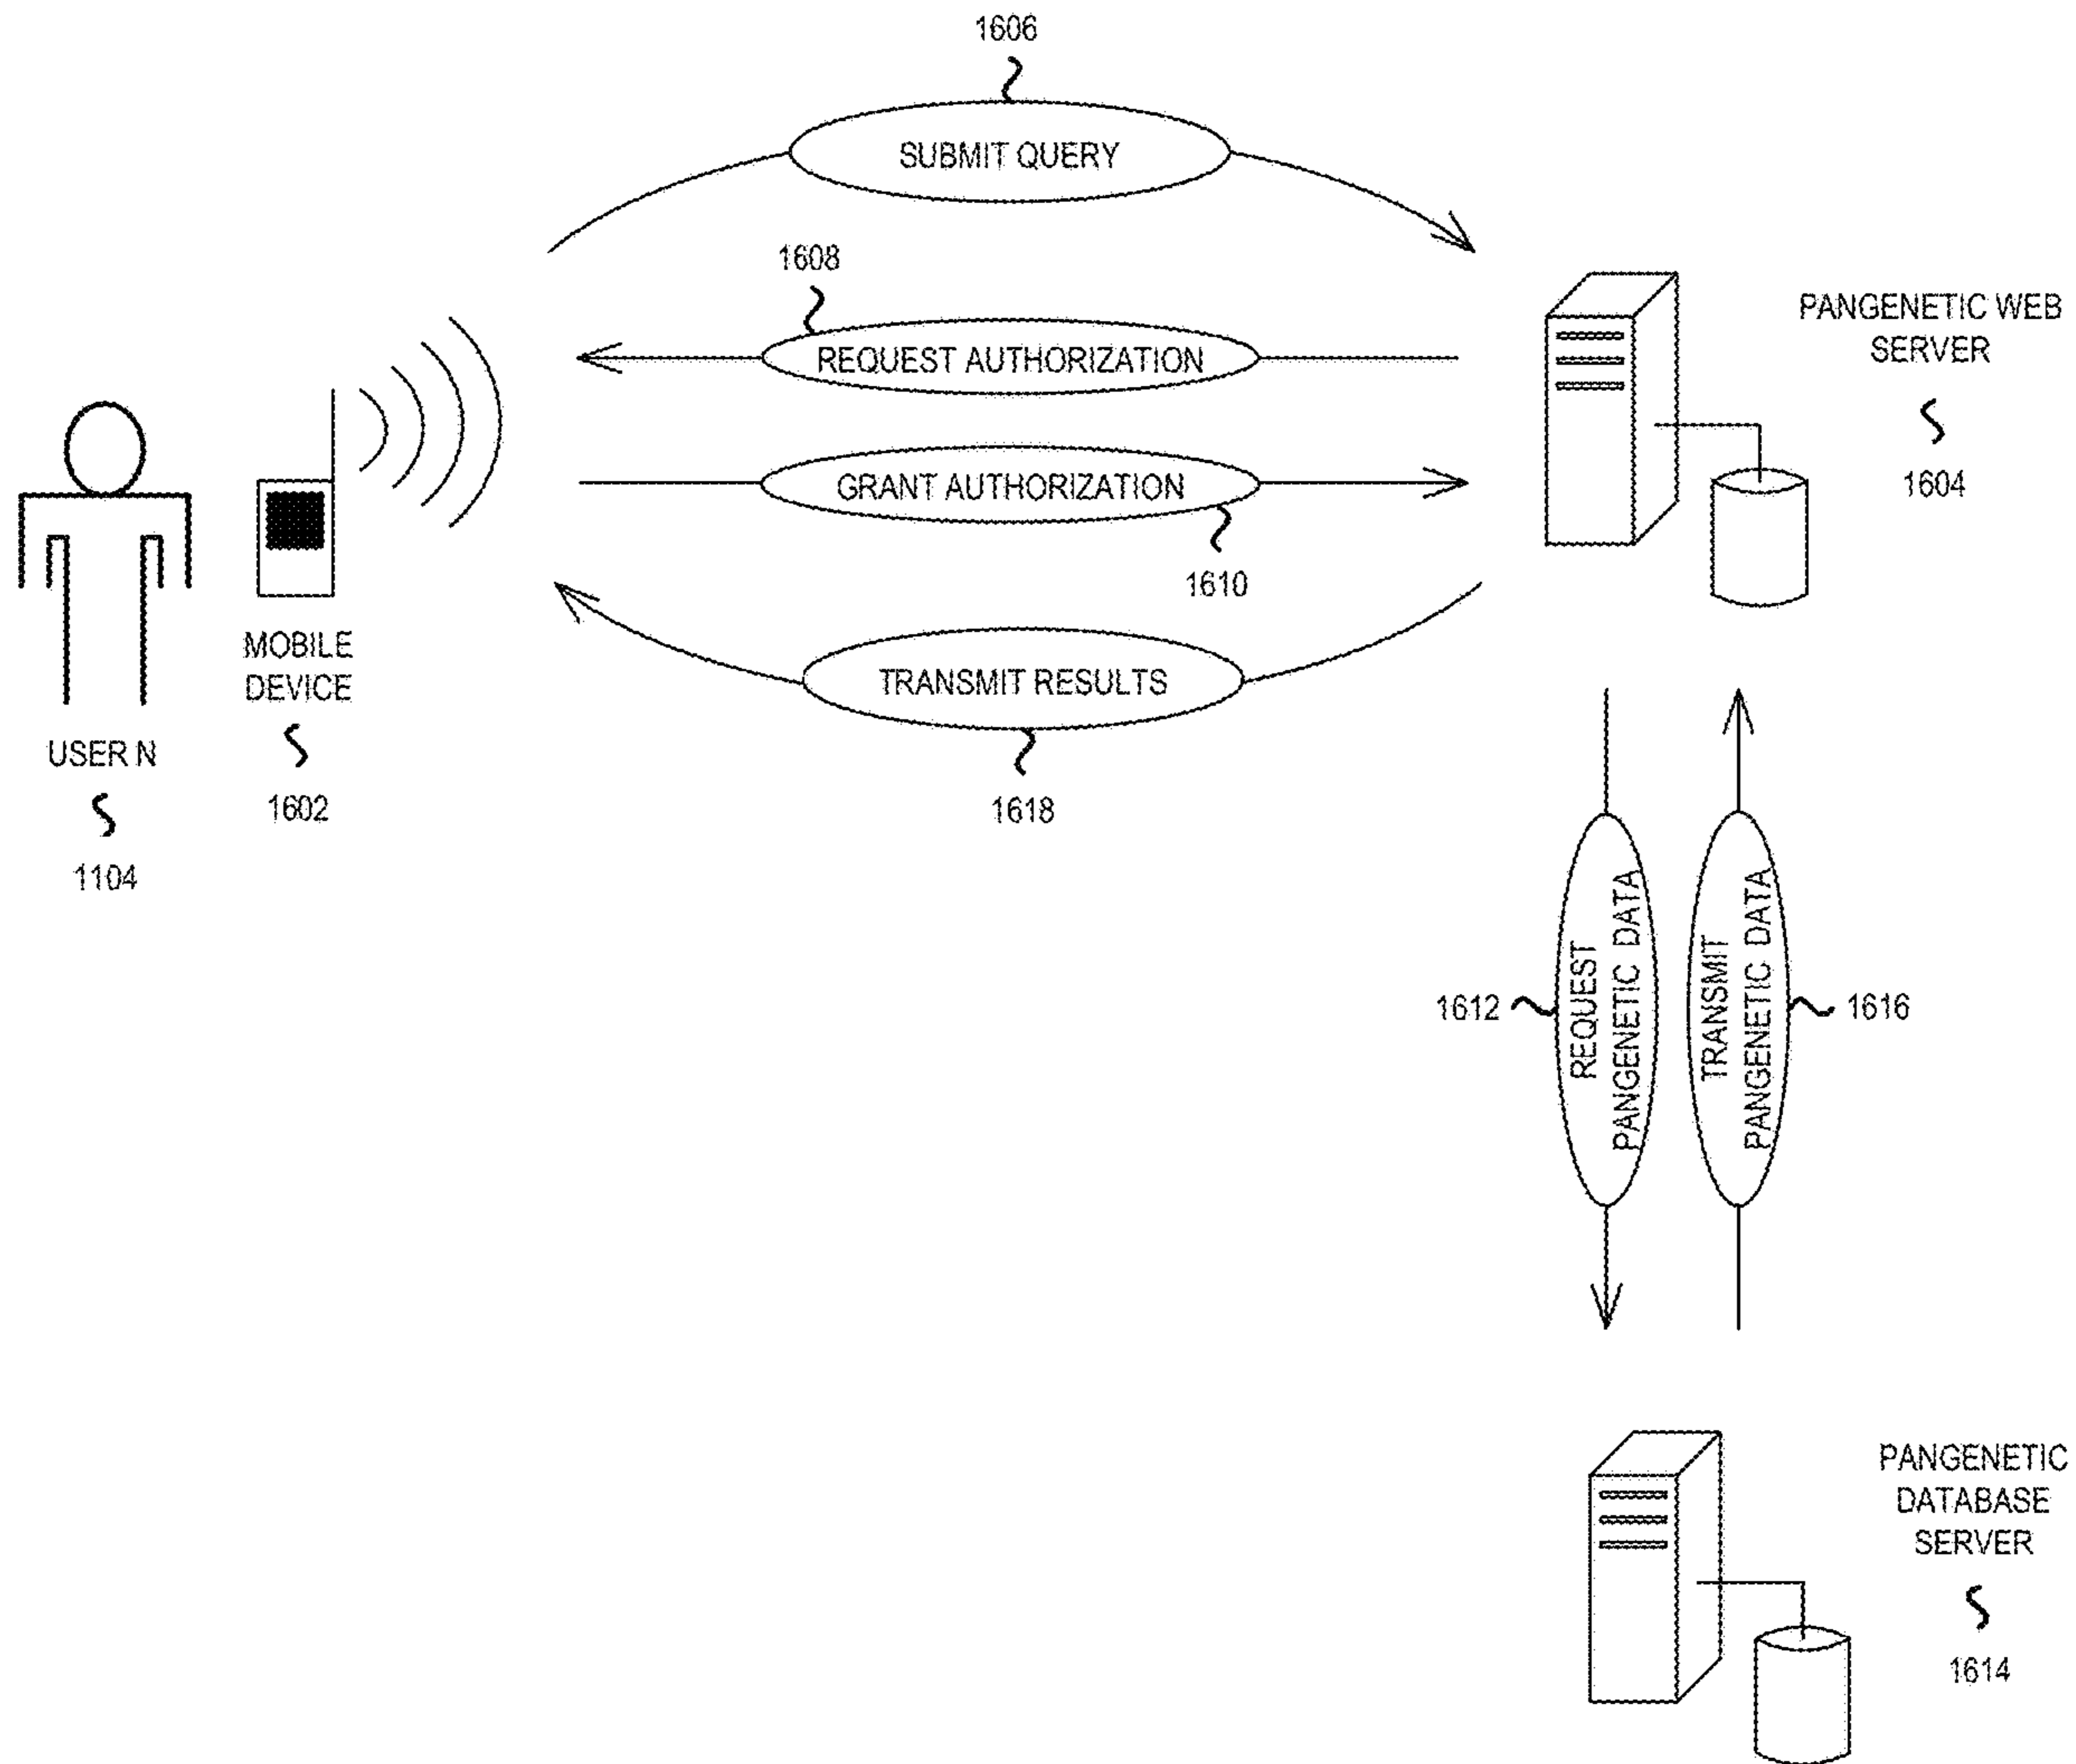 1606
SUBMIT QUERY
1608
REQUEST AUTHORIZATION
GRANT AUTHORIZATION
1610
TRANSMIT RESULTS
1618
MOBILE
DEVICE
1602
USER N
1104
PANGENETIC WEB
SERVER
1604
1612
REQUEST
PANGENETIC DATA
TRANSMIT
PANGENETIC DATA
1616
PANGENETIC
DATABASE
SERVER
1614